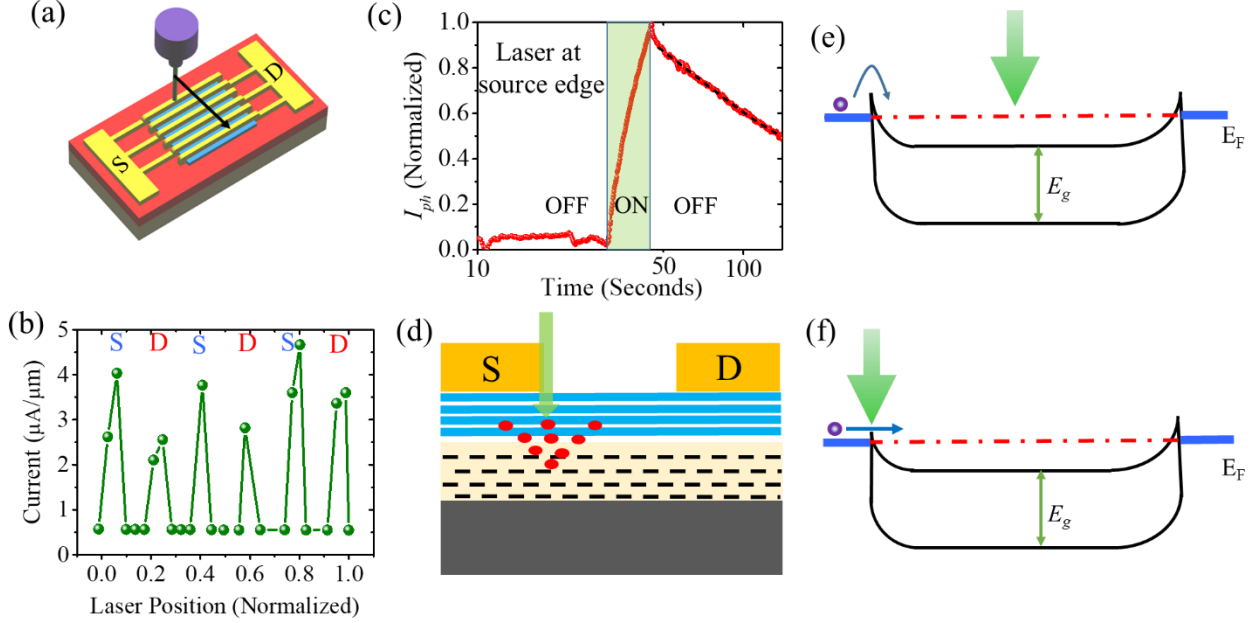 (a)
D
S
(b)
S D S D S D
Current (μA/μm)
5
4
3
2
1
0
0.0 0.2 0.4 0.6 0.8 1.0
Laser Position (Normalized)
(c)
I_ph (Normalized)
1.0
0.8
0.6
0.4
0.2
0.0
Laser at
source edge
OFF ON OFF
10 50 100
Time (Seconds)
(d)
S D
(e)
E_F
E_g
(f)
E_F
E_g